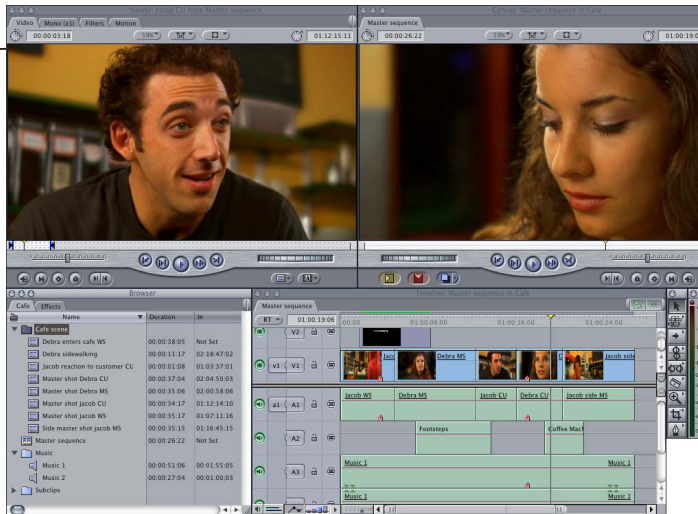 Viewer: Jacob CU from Master sequence
Canvas: Master sequence in Cafe
Video
Mono (a1)
Filters
Motion
Master sequence
00:00:03:18
59%
01:12:15:11
00:00:26:22
59%
01:00:19:0
Browser
Timeline: Master sequence in Cafe
Cafe
Effects
Master sequence
Name
Duration
In
RT
01:00:19:06
00:00
01:00:08:00
01:00:16:00
01:00:24:00
Cafe scene
Debra enters cafe WS
00:00:38:05
Not Set
Debra sidewalking
00:00:11:17
02:18:47:02
Jacob reaction to customer CU
00:00:01:08
01:03:37:01
Master shot Debra CU
00:00:37:04
02:04:50:03
Master shot Debra MS
00:00:35:06
02:00:58:06
Master shot jacob CU
00:00:34:17
01:12:14:10
Master shot jacob WS
00:00:35:17
01:07:11:16
Side master shot jacob MS
00:00:35:15
01:16:45:15
Master sequence
00:00:26:22
Not Set
Music
Music 1
00:00:51:06
00:01:55:05
Music 2
00:00:27:04
00:01:00:03
Subclips
V2
v1
V1
Jacc
Debra MS
Jacob side
a1
A1
Jacob WS
Debra MS
Jacob CU
Debra CU
Jacob side MS
A2
Footsteps
Coffee Mach
A3
Music 1
Music 1
Music 1
Music 1